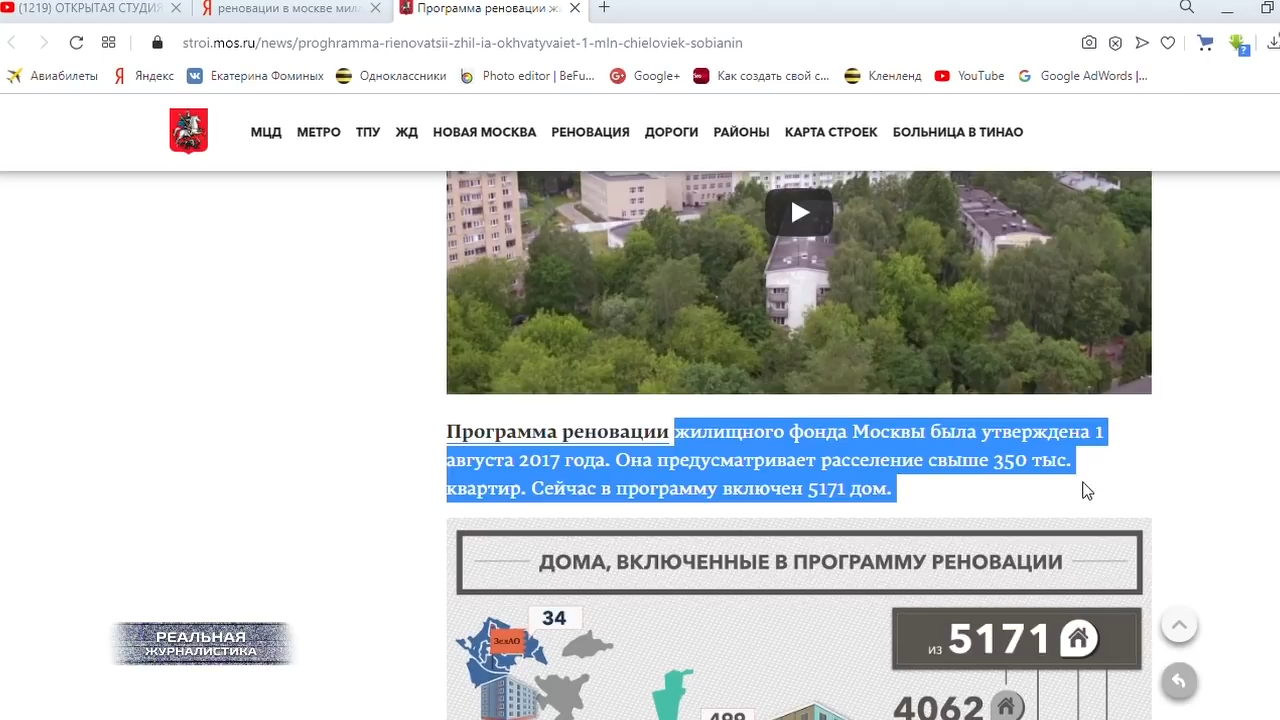 (1219) ОТКРЫТАЯ СТУДИЯ
реновации в москве милл
Программа реновации ж
stroi.mos.ru/news/proghramma-rienovatsii-zhil-ia-okhvatyvaiet-1-mln-chieloviek-sobianin
Авиабилеты Яндекс Екатерина Фоминых Одноклассники Photo editor | BeFu... Google+ Как создать свой с... Кленленд YouTube Google AdWords |...
МЦД МЕТРО ТПУ ЖД НОВАЯ МОСКВА РЕНОВАЦИЯ ДОРОГИ РАЙОНЫ КАРТА СТРОЕК БОЛЬНИЦА В ТИНАО
Программа реновации жилищного фонда Москвы была утверждена 1
августа 2017 года. Она предусматривает расселение свыше 350 тыс.
квартир. Сейчас в программу включен 5171 дом.
ДОМА, ВКЛЮЧЕННЫЕ В ПРОГРАММУ РЕНОВАЦИИ
34
ЗелАО
из 5171
4062
499
РЕАЛЬНАЯ
ЖУРНАЛИСТИКА